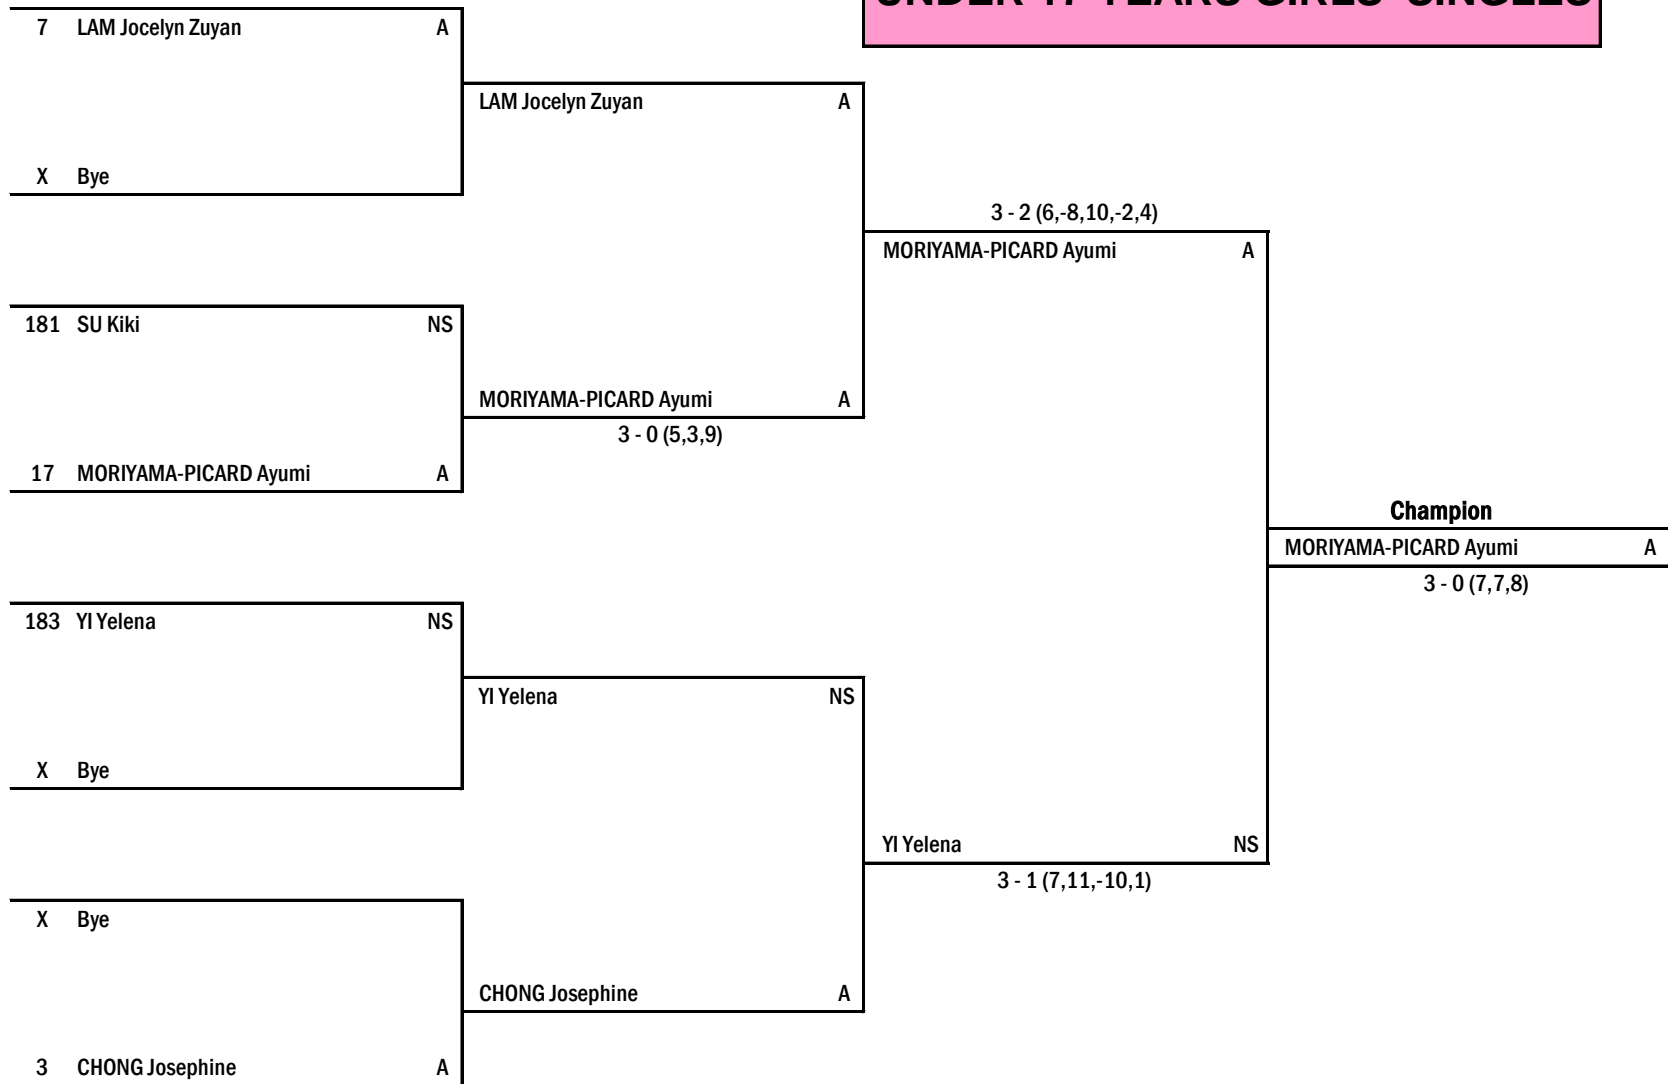 UNDER 17 YEARS GIRLS' SINGLES
7 LAM Jocelyn Zuyan A
LAM Jocelyn Zuyan A
X Bye
3 - 2 (6,-8,10,-2,4)
MORIYAMA-PICARD Ayumi A
181 SU Kiki NS
MORIYAMA-PICARD Ayumi A
3 - 0 (5,3,9)
17 MORIYAMA-PICARD Ayumi A
Champion
MORIYAMA-PICARD Ayumi A
3 - 0 (7,7,8)
183 YI Yelena NS
YI Yelena NS
X Bye
YI Yelena NS
3 - 1 (7,11,-10,1)
X Bye
CHONG Josephine A
3 CHONG Josephine A